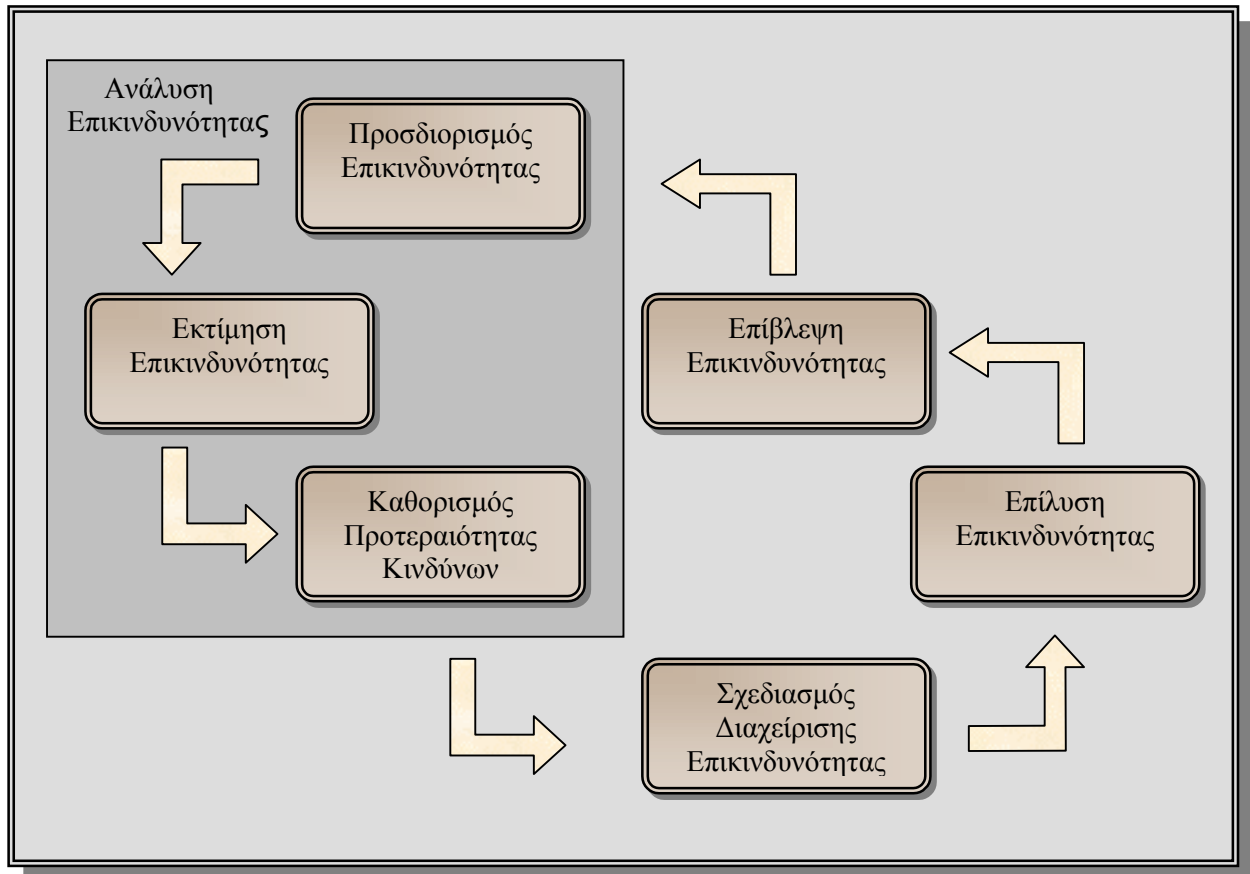 Ανάλυση
Επικινδυνότητας
Προσδιορισμός
Επικινδυνότητας
Εκτίμηση
Επικινδυνότητας
Καθορισμός
Προτεραιότητας
Κινδύνων
Σχεδιασμός
Διαχείρισης
Επικινδυνότητας
Επίλυση
Επικινδυνότητας
Επίβλεψη
Επικινδυνότητας